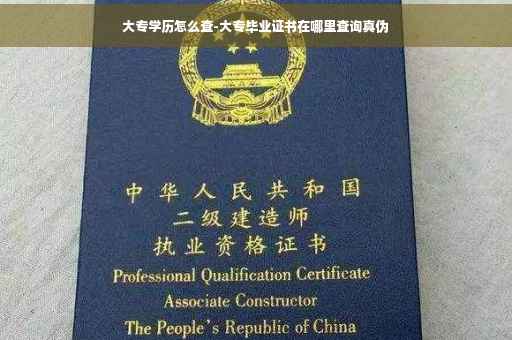 大专学历怎么查-大专毕业证书在哪里查询真伪
中华人民共和国
二级建造师
执业资格证书
Professional Qualification Certificate
Associate Constructor
The People's Republic of China